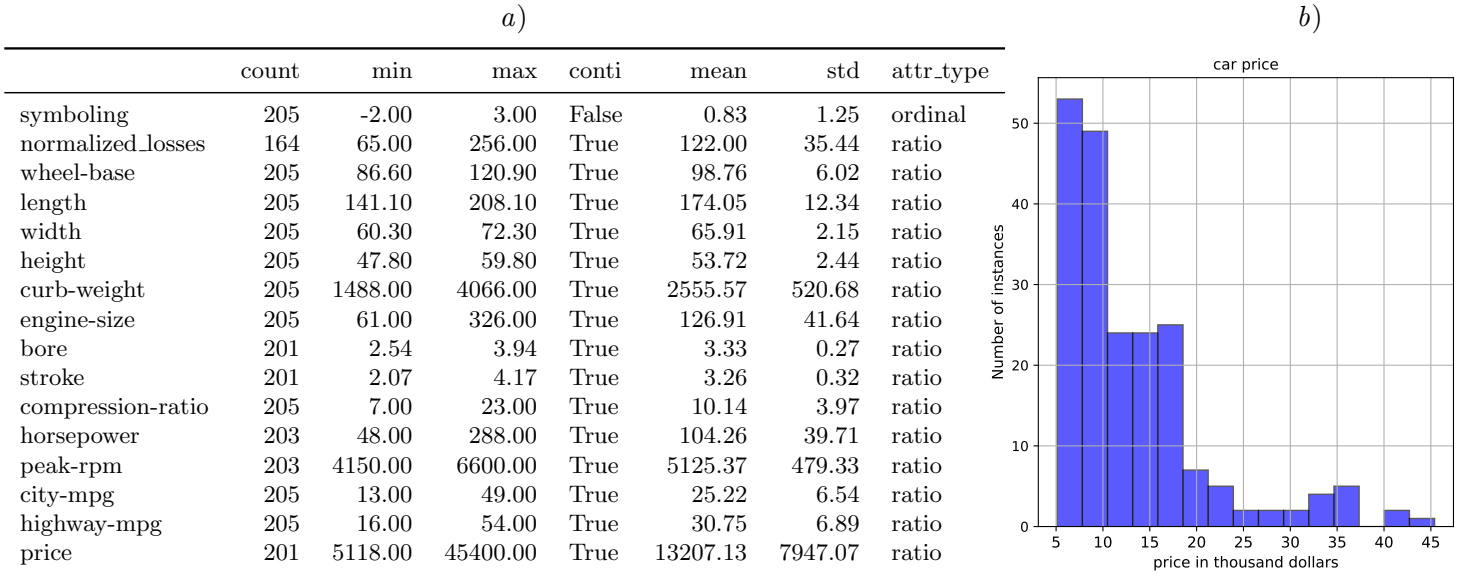 a)
count min max conti mean std attr_type
symboling 205 -2.00 3.00 False 0.83 1.25 ordinal
normalized_losses 164 65.00 256.00 True 122.00 35.44 ratio
wheel-base 205 86.60 120.90 True 98.76 6.02 ratio
length 205 141.10 208.10 True 174.05 12.34 ratio
width 205 60.30 72.30 True 65.91 2.15 ratio
height 205 47.80 59.80 True 53.72 2.44 ratio
curb-weight 205 1488.00 4066.00 True 2555.57 520.68 ratio
engine-size 205 61.00 326.00 True 126.91 41.64 ratio
bore 201 2.54 3.94 True 3.33 0.27 ratio
stroke 201 2.07 4.17 True 3.26 0.32 ratio
compression-ratio 205 7.00 23.00 True 10.14 3.97 ratio
horsepower 203 48.00 288.00 True 104.26 39.71 ratio
peak-rpm 203 4150.00 6600.00 True 5125.37 479.33 ratio
city-mpg 205 13.00 49.00 True 25.22 6.54 ratio
highway-mpg 205 16.00 54.00 True 30.75 6.89 ratio
price 201 5118.00 45400.00 True 13207.13 7947.07 ratio
b)
car price
Number of instances
50
40
30
20
10
0
5 10 15 20 25 30 35 40 45
price in thousand dollars